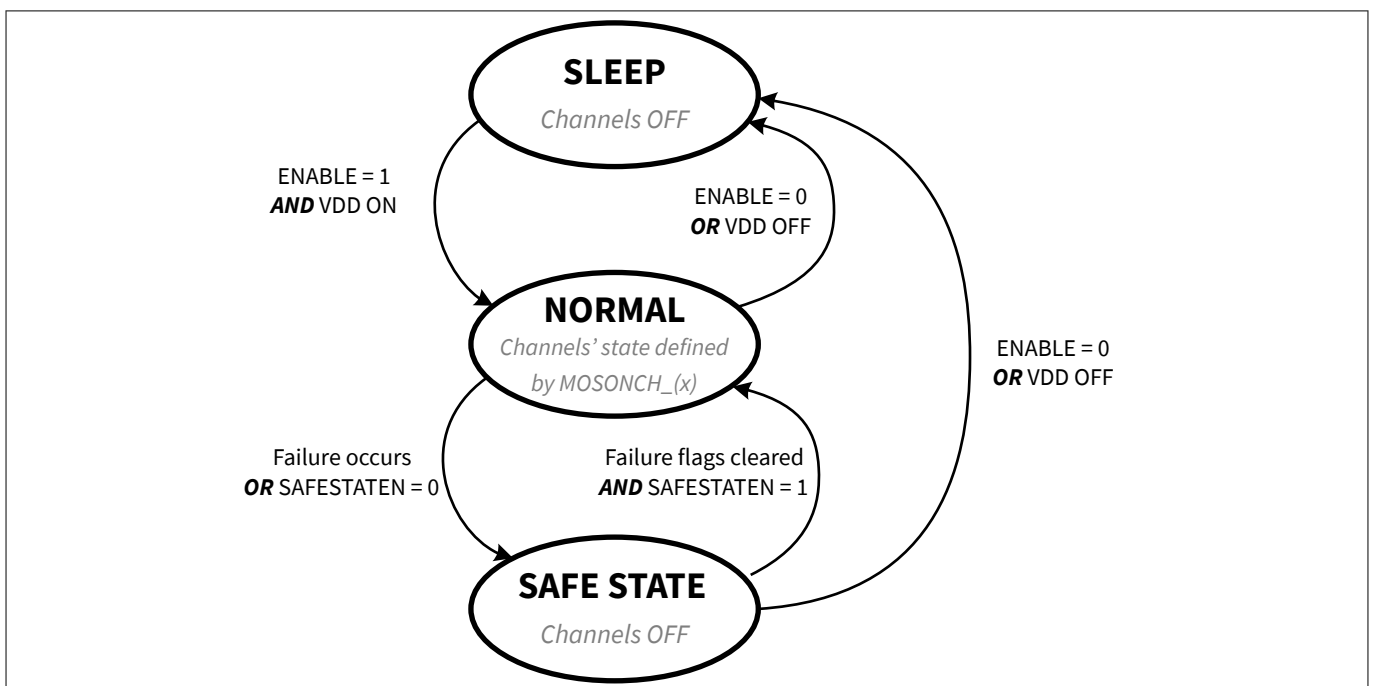 SLEEP
Channels OFF
ENABLE = 1
AND VDD ON
ENABLE = 0
OR VDD OFF
NORMAL
Channels’ state defined
by MOSONCH_(x)
ENABLE = 0
OR VDD OFF
Failure occurs
OR SAFESTATEN = 0
Failure flags cleared
AND SAFESTATEN = 1
SAFE STATE
Channels OFF